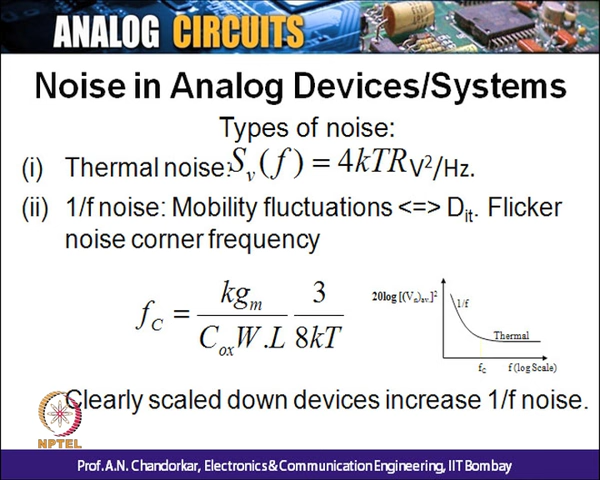 ANALOG CIRCUITS
Noise in Analog Devices/Systems
Types of noise:
(i) Thermal noise: S_v(f) = 4kTR V²/Hz.
(ii) 1/f noise: Mobility fluctuations <=> D_it. Flicker
noise corner frequency
f_C = kg_m / C_ox W.L 3 / 8kT
20log [(V_n)_av.]²
1/f
Thermal
f_c f (log Scale)
Clearly scaled down devices increase 1/f noise.
NPTEL
Prof. A.N. Chandorkar, Electronics & Communication Engineering, IIT Bombay